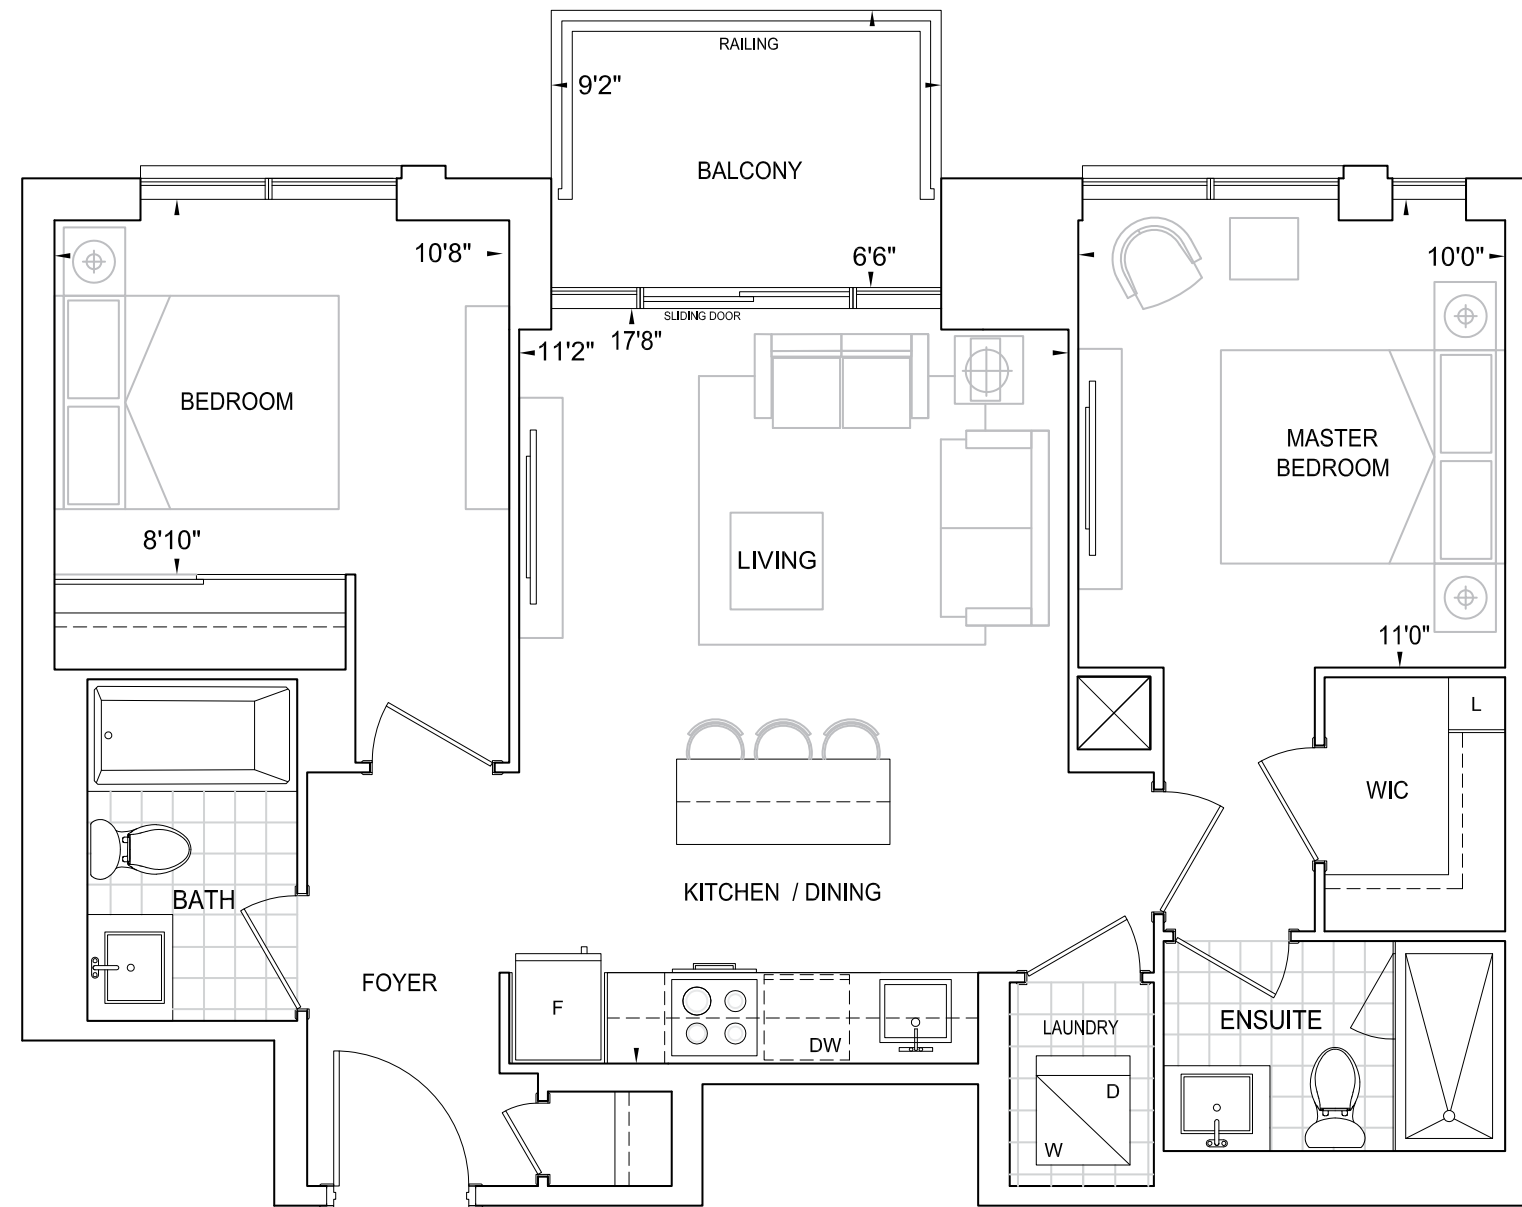 RAILING
9'2"
BALCONY
10'8"
6'6"
10'0"
SLIDING DOOR
11'2"
17'8"
BEDROOM
MASTER
BEDROOM
8'10"
LIVING
11'0"
L
WIC
BATH
KITCHEN / DINING
FOYER
F
DW
LAUNDRY
ENSUITE
D
W